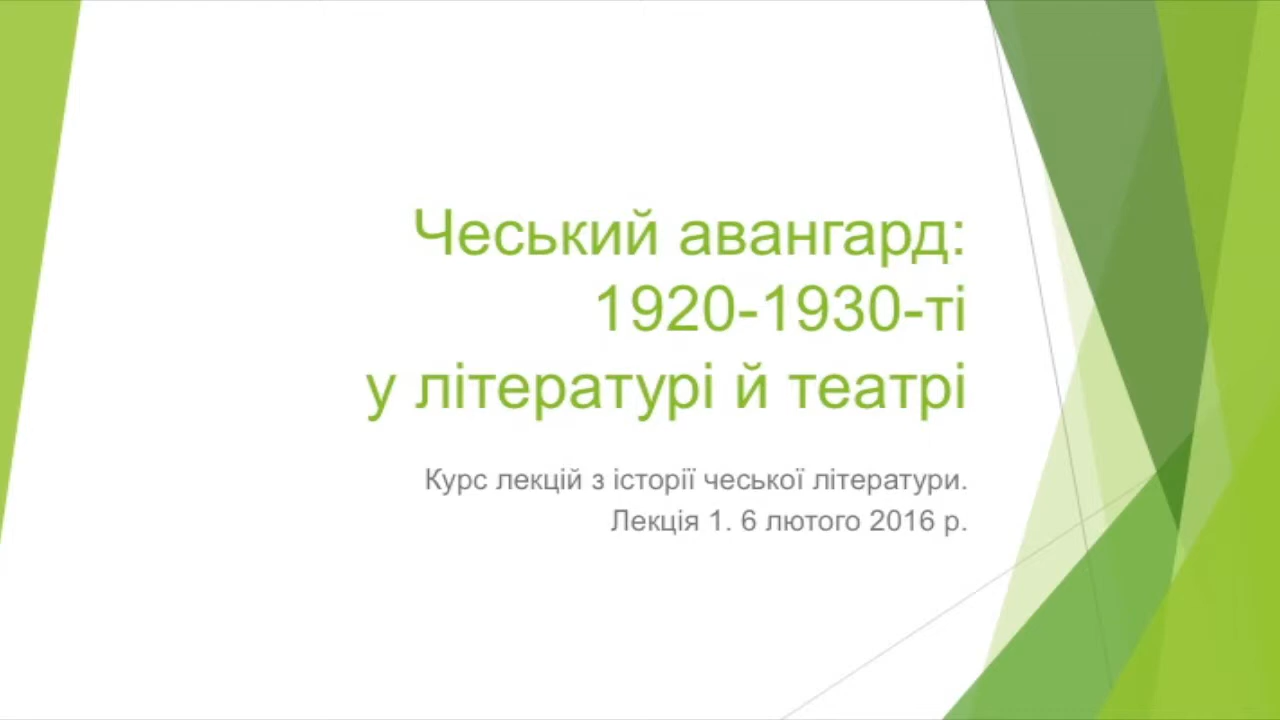 Чеський авангард:
1920-1930-ті
у літературі й театрі
Курс лекцій з історії чеської літератури.
Лекція 1. 6 лютого 2016 р.